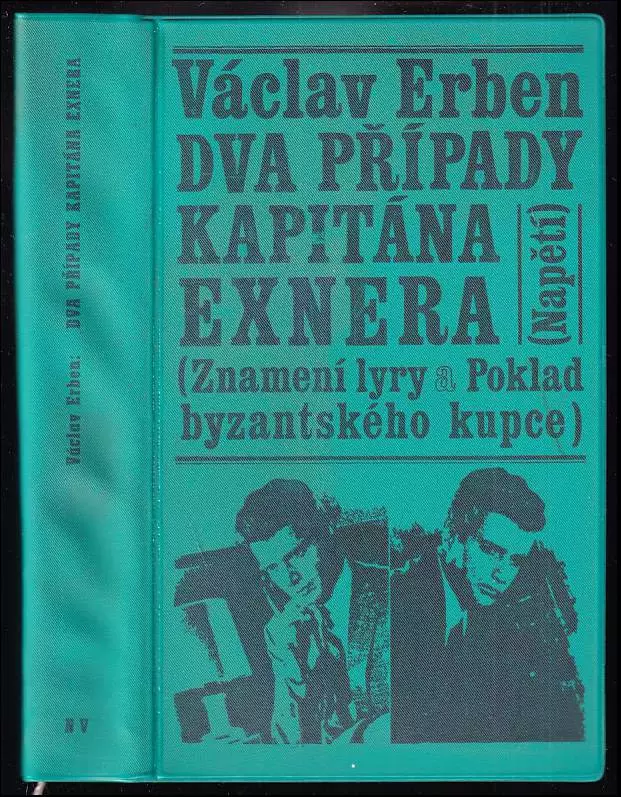 Václav Erben: DVA PŘÍPADY KAPITÁNA EXNERA
NV
Václav Erben
DVA PŘÍPADY
KAPITÁNA
EXNERA
(Napětí)
(Znamení lyry a Poklad
byzantského kupce)